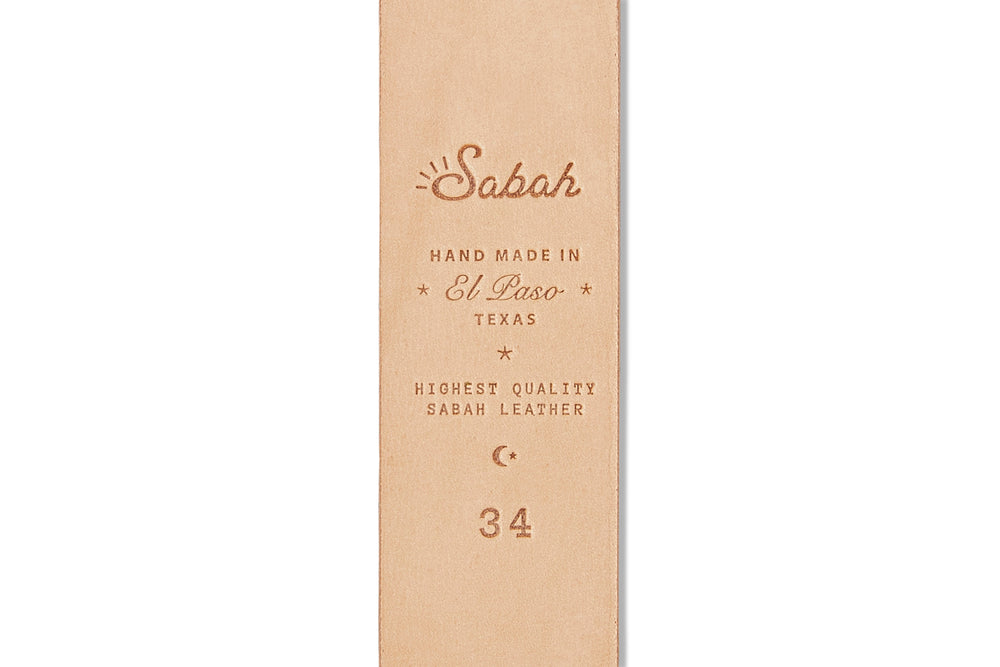 Sabah
HAND MADE IN
El Paso
TEXAS
HIGHEST QUALITY
SABAH LEATHER
34